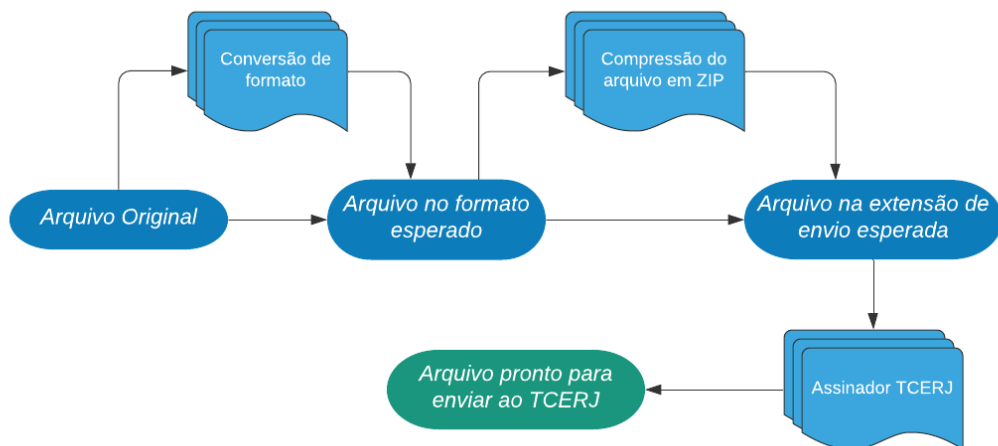 Conversão de
formato
Compressão do
arquivo em ZIP
Arquivo Original
Arquivo no formato
esperado
Arquivo na extensão de
envio esperada
Arquivo pronto para
enviar ao TCERJ
Assinador TCERJ